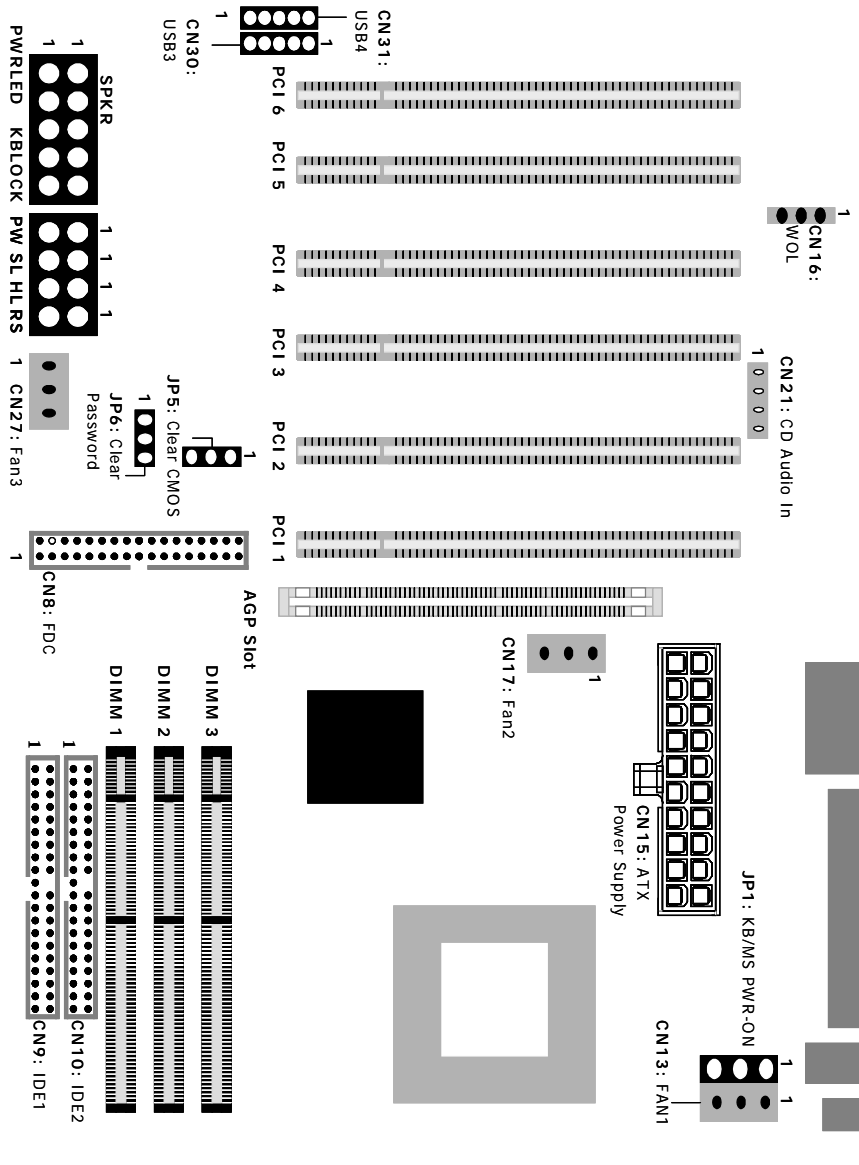 CN31:
USB4
1
1
CN30:
USB3
PCI 6
PCI 5
PCI 4
PCI 3
PCI 2
PCI 1
AGP Slot
1
1
SPKR
PWRLED
KBLOCK
PW SL HL RS
1
1
1
1
1
CN27: Fan3
1
JP6: Clear
Password
JP5: Clear CMOS
1
1
CN8: FDC
1
CN16:
WOL
1
CN21: CD Audio In
CN17: Fan2
1
DIMM 1
DIMM 2
DIMM 3
1
1
CN9: IDE1
CN10: IDE2
CN15: ATX
Power Supply
JP1: KB/MS PWR-ON
1
CN13: FAN1
1